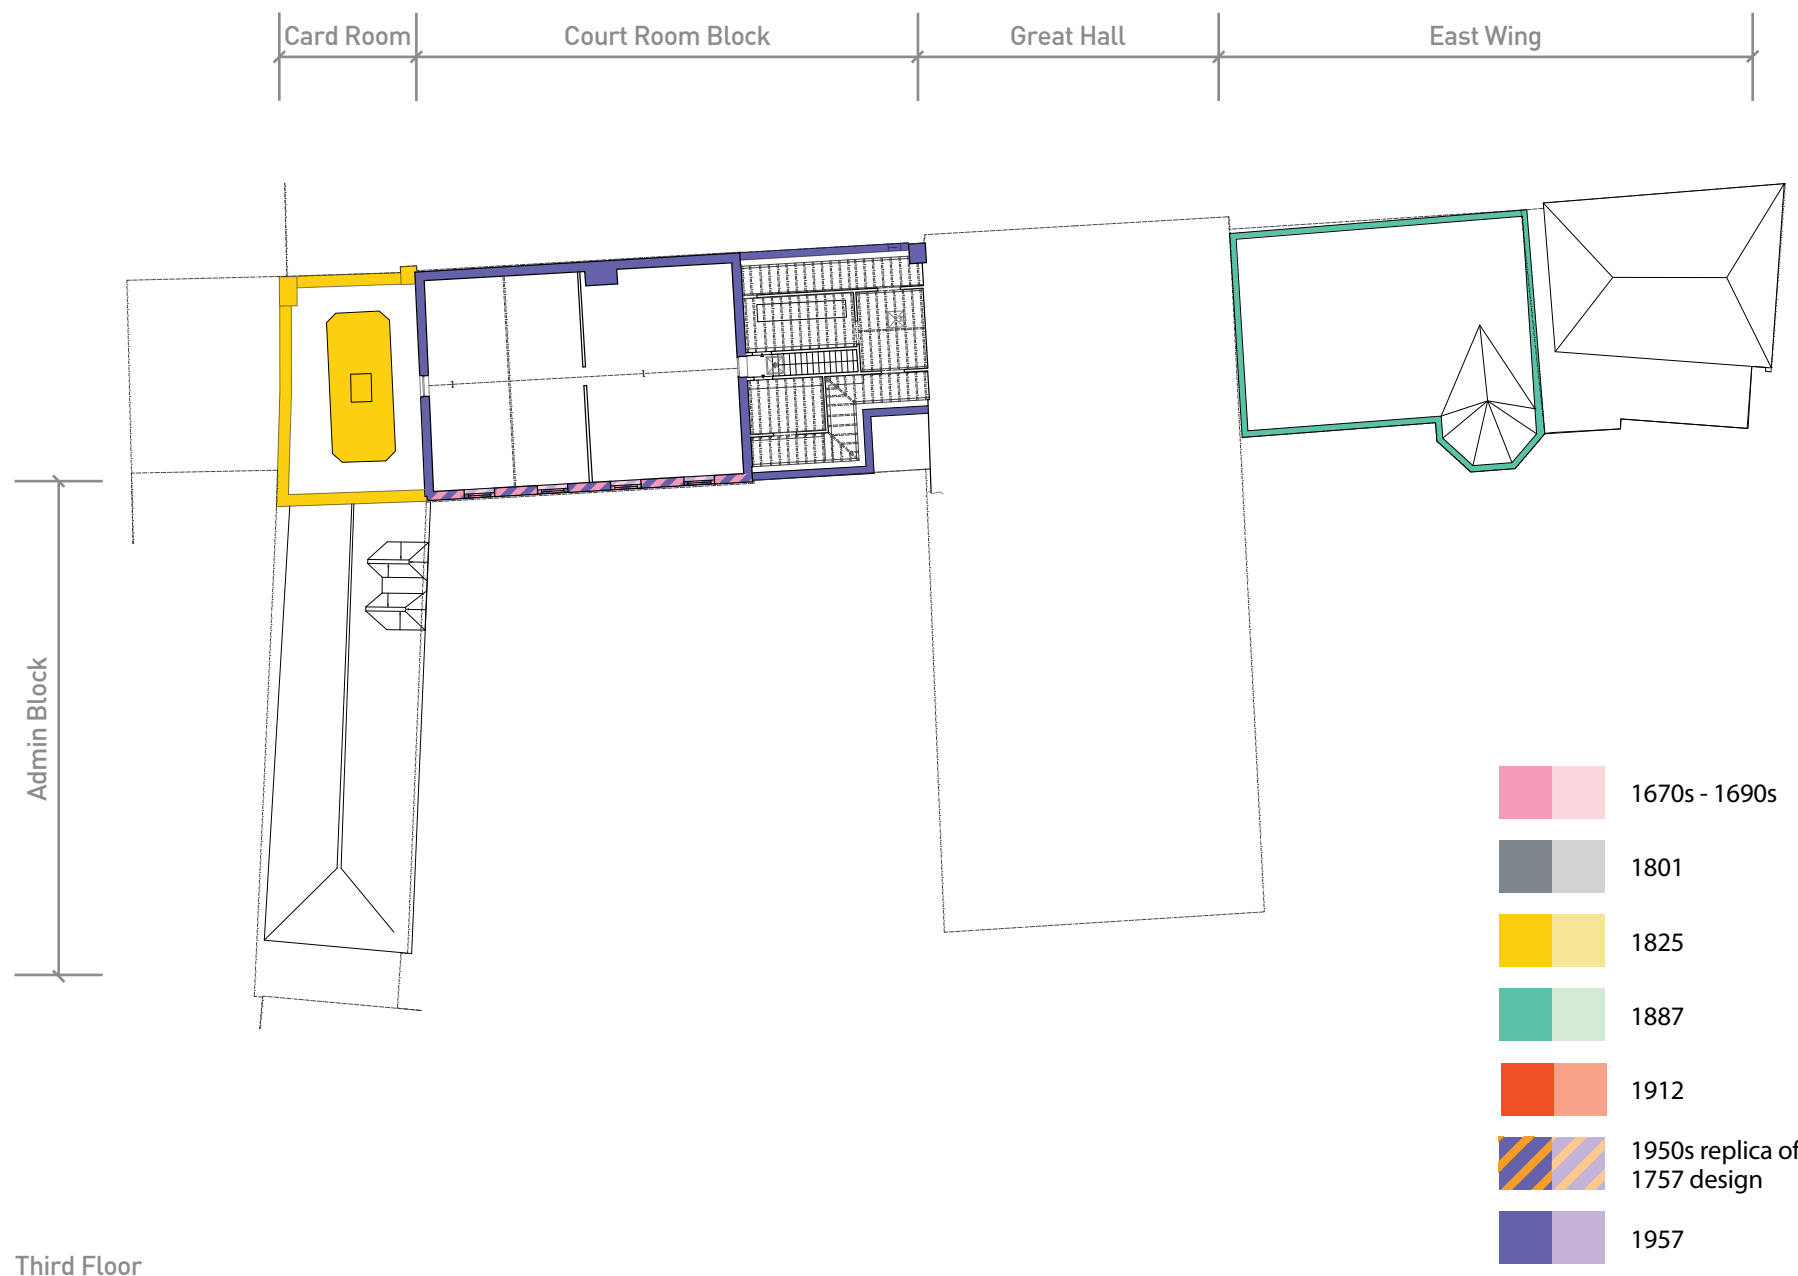 Card Room
Court Room Block
Great Hall
East Wing
Admin Block
1670s - 1690s
1801
1825
1887
1912
1950s replica of
1757 design
1957
Third Floor